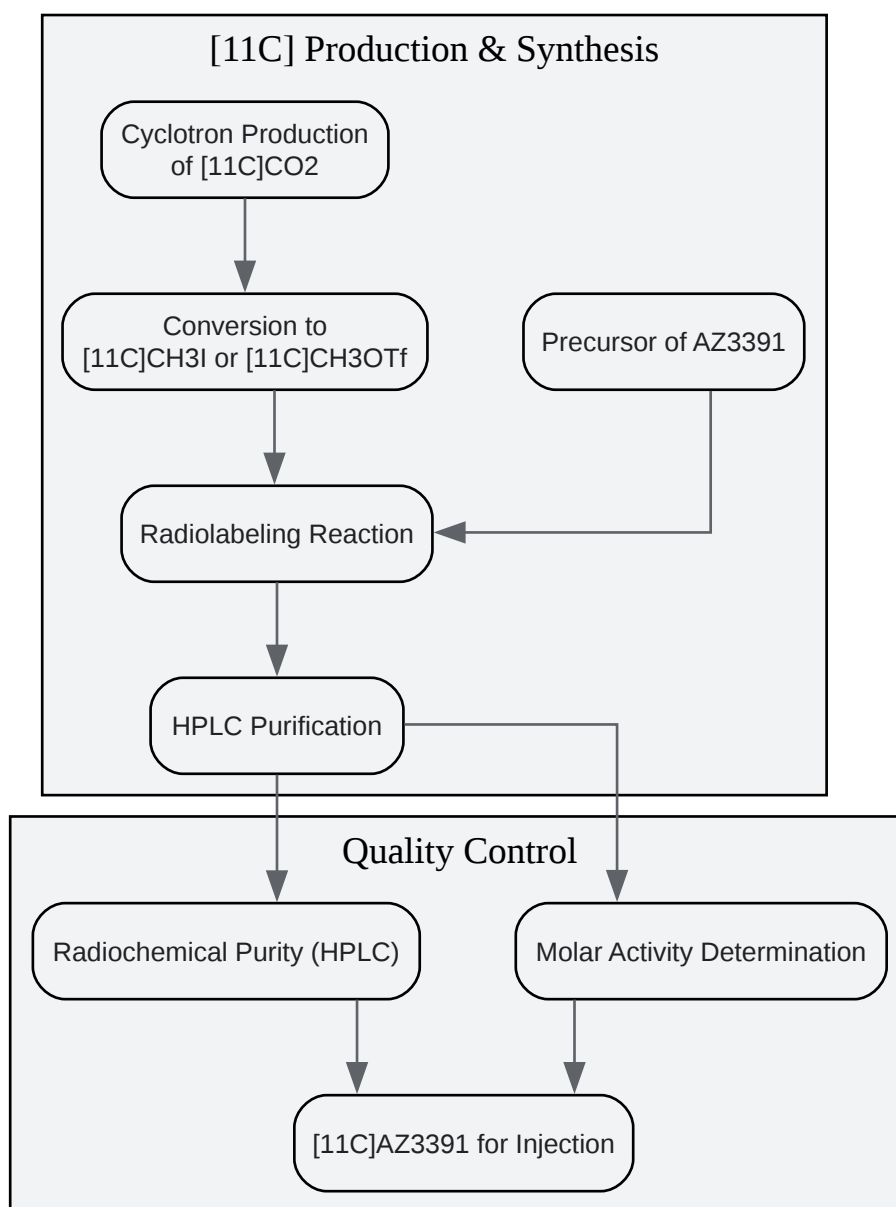 [11C] Production & Synthesis
Cyclotron Production
of [11C]CO2
Conversion to
[11C]CH3I or [11C]CH3OTf
Precursor of AZ3391
Radiolabeling Reaction
HPLC Purification
Quality Control
Radiochemical Purity (HPLC)
Molar Activity Determination
[11C]AZ3391 for Injection